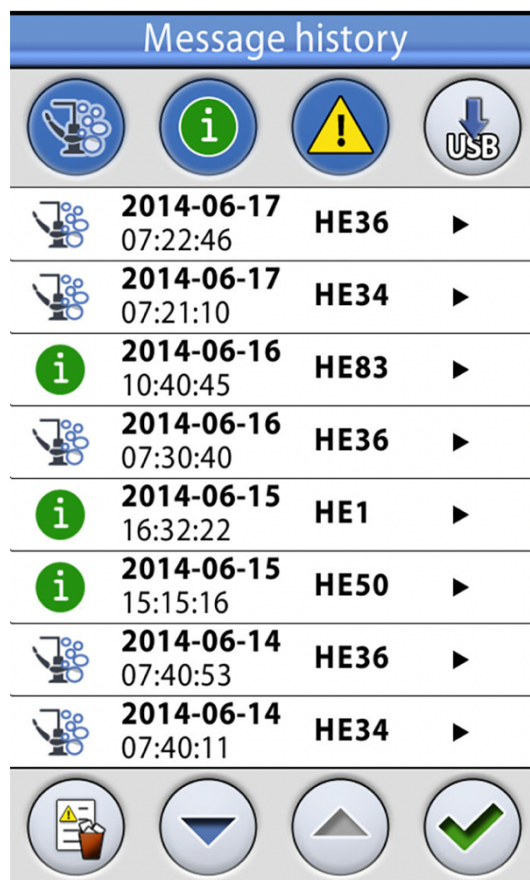 Message history
i
!
USB
2014-06-17
07:22:46
HE36
2014-06-17
07:21:10
HE34
i
2014-06-16
10:40:45
HE83
2014-06-16
07:30:40
HE36
i
2014-06-15
16:32:22
HE1
i
2014-06-15
15:15:16
HE50
2014-06-14
07:40:53
HE36
2014-06-14
07:40:11
HE34